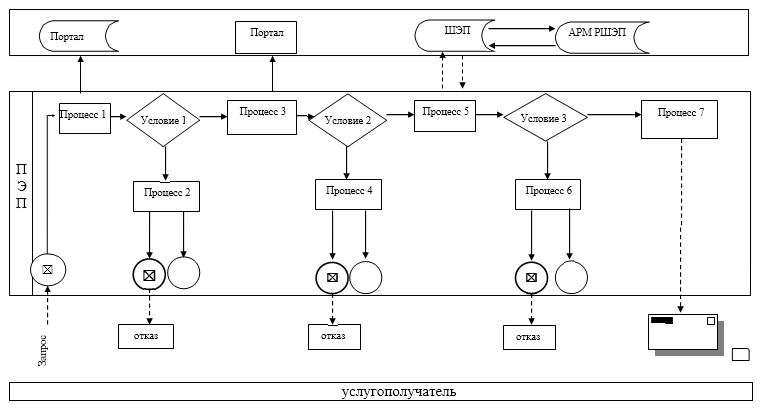 Портал
Портал
ШЭП
АРМ РШЭП
ПЭП
Процесс 1
Условие 1
Процесс 3
Условие 2
Процесс 5
Условие 3
Процесс 7
Процесс 2
Процесс 4
Процесс 6
Запрос
отказ
отказ
отказ
услугополучатель